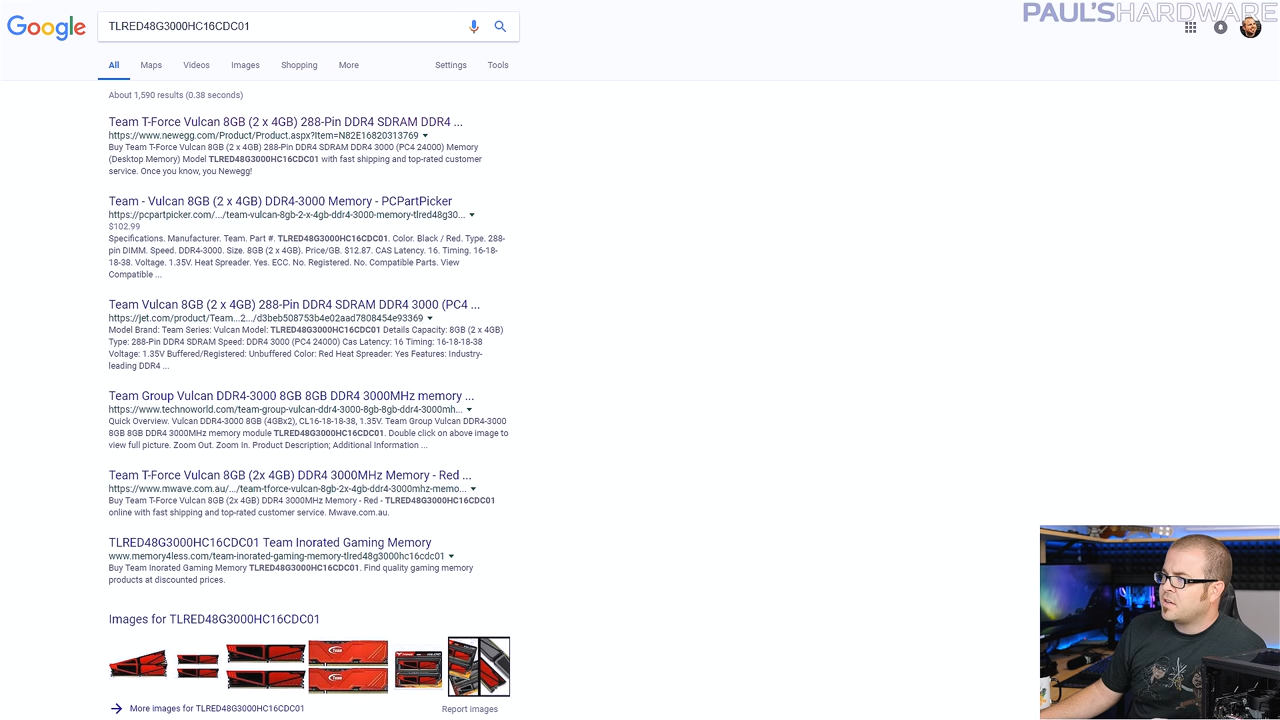 PAUL'SHARDWARE
Google
TLRED48G3000HC16CDC01
All Maps Videos Images Shopping More Settings Tools
About 1,590 results (0.38 seconds)
Team T-Force Vulcan 8GB (2 x 4GB) 288-Pin DDR4 SDRAM DDR4 ...
https://www.newegg.com/Product/Product.aspx?Item=N82E16820313769
Buy Team T-Force Vulcan 8GB (2 x 4GB) 288-Pin DDR4 SDRAM DDR4 3000 (PC4 24000) Memory
(Desktop Memory) Model TLRED48G3000HC16CDC01 with fast shipping and top-rated customer
service. Once you know, you Newegg!
Team - Vulcan 8GB (2 x 4GB) DDR4-3000 Memory - PCPartPicker
https://pcpartpicker.com/.../team-vulcan-8gb-2-x-4gb-ddr4-3000-memory-tlred48g30...
$102.99
Specifications. Manufacturer. Team. Part #. TLRED48G3000HC16CDC01. Color. Black / Red. Type. 288-
pin DIMM. Speed. DDR4-3000. Size. 8GB (2 x 4GB). Price/GB. $12.87. CAS Latency. 16. Timing. 16-18-
18-38. Voltage. 1.35V. Heat Spreader. Yes. ECC. No. Registered. No. Compatible Parts. View
Compatible ...
Team Vulcan 8GB (2 x 4GB) 288-Pin DDR4 SDRAM DDR4 3000 (PC4 ...
https://jet.com/product/Team...2.../d3beb508753b4e02aad7808454e93369
Model Brand: Team Series: Vulcan Model: TLRED48G3000HC16CDC01 Details Capacity: 8GB (2 x 4GB)
Type: 288-Pin DDR4 SDRAM Speed: DDR4 3000 (PC4 24000) Cas Latency: 16 Timing: 16-18-18-38
Voltage: 1.35V Buffered/Registered: Unbuffered Color: Red Heat Spreader: Yes Features: Industry-
leading DDR4 ...
Team Group Vulcan DDR4-3000 8GB 8GB DDR4 3000MHz memory ...
https://www.technoworld.com/team-group-vulcan-ddr4-3000-8gb-8gb-ddr4-3000mh...
Quick Overview. Vulcan DDR4-3000 8GB (4GBx2), CL16-18-18-38, 1.35V. Team Group Vulcan DDR4-3000
8GB 8GB DDR4 3000MHz memory module TLRED48G3000HC16CDC01. Double click on above image to
view full picture. Zoom Out. Zoom In. Product Description; Additional Information ...
Team T-Force Vulcan 8GB (2x 4GB) DDR4 3000MHz Memory - Red ...
https://www.mwave.com.au/.../team-tforce-vulcan-8gb-2x-4gb-ddr4-3000mhz-memo...
Buy Team T-Force Vulcan 8GB (2x 4GB) DDR4 3000MHz Memory - Red - TLRED48G3000HC16CDC01
online with fast shipping and top-rated customer service. Mwave.com.au.
TLRED48G3000HC16CDC01 Team Inorated Gaming Memory
www.memory4less.com/team-inorated-gaming-memory-tlred48g3000hc16cdc01
Buy Team Inorated Gaming Memory TLRED48G3000HC16CDC01. Find quality gaming memory
products at discounted prices.
Images for TLRED48G3000HC16CDC01
More images for TLRED48G3000HC16CDC01 Report images